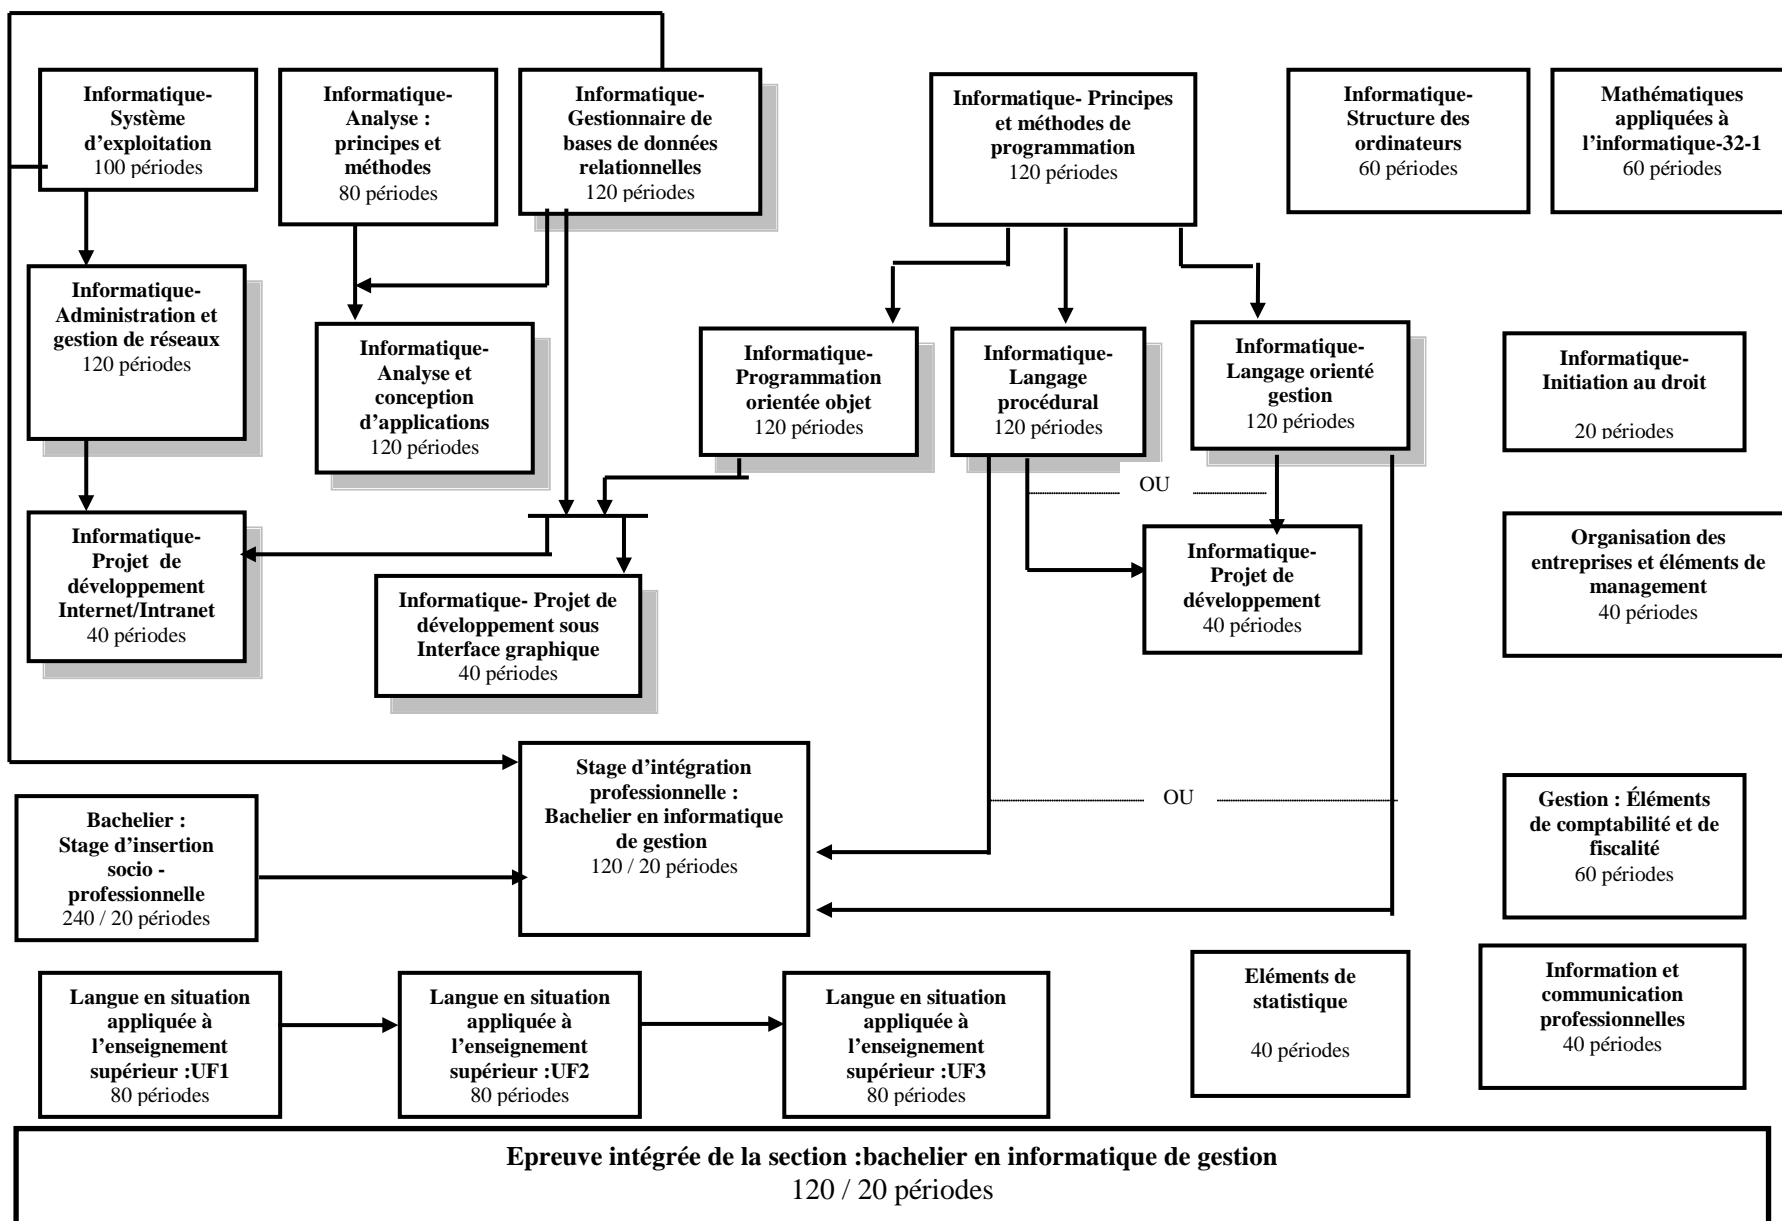 Informatique-
Système
d’exploitation
100 périodes
Informatique-
Analyse :
principes et
méthodes
80 périodes
Informatique-
Gestionnaire de
bases de données
relationnelles
120 périodes
Informatique- Principes
et méthodes de
programmation
120 périodes
Informatique-
Structure des
ordinateurs
60 périodes
Mathématiques
appliquées à
l’informatique-32-1
60 périodes
Informatique-
Administration et
gestion de réseaux
120 périodes
Informatique-
Analyse et
conception
d’applications
120 périodes
Informatique-
Programmation
orientée objet
120 périodes
Informatique-
Langage
procédural
120 périodes
Informatique-
Langage orienté
gestion
120 périodes
Informatique-
Initiation au droit
20 périodes
OU
Informatique-
Projet de
développement
Internet/Intranet
40 périodes
Informatique- Projet de
développement sous
Interface graphique
40 périodes
Informatique-
Projet de
développement
40 périodes
Organisation des
entreprises et éléments de
management
40 périodes
Stage d’intégration
professionnelle :
Bachelier en informatique
de gestion
120 / 20 périodes
OU
Gestion : Éléments
de comptabilité et de
fiscalité
60 périodes
Bachelier :
Stage d’insertion
socio -
professionnelle
240 / 20 périodes
Langue en situation
appliquée à
l’enseignement
supérieur :UF1
80 périodes
Langue en situation
appliquée à
l’enseignement
supérieur :UF2
80 périodes
Langue en situation
appliquée à
l’enseignement
supérieur :UF3
80 périodes
Eléments de
statistique
40 périodes
Information et
communication
professionnelles
40 périodes
Epreuve intégrée de la section :bachelier en informatique de gestion
120 / 20 périodes